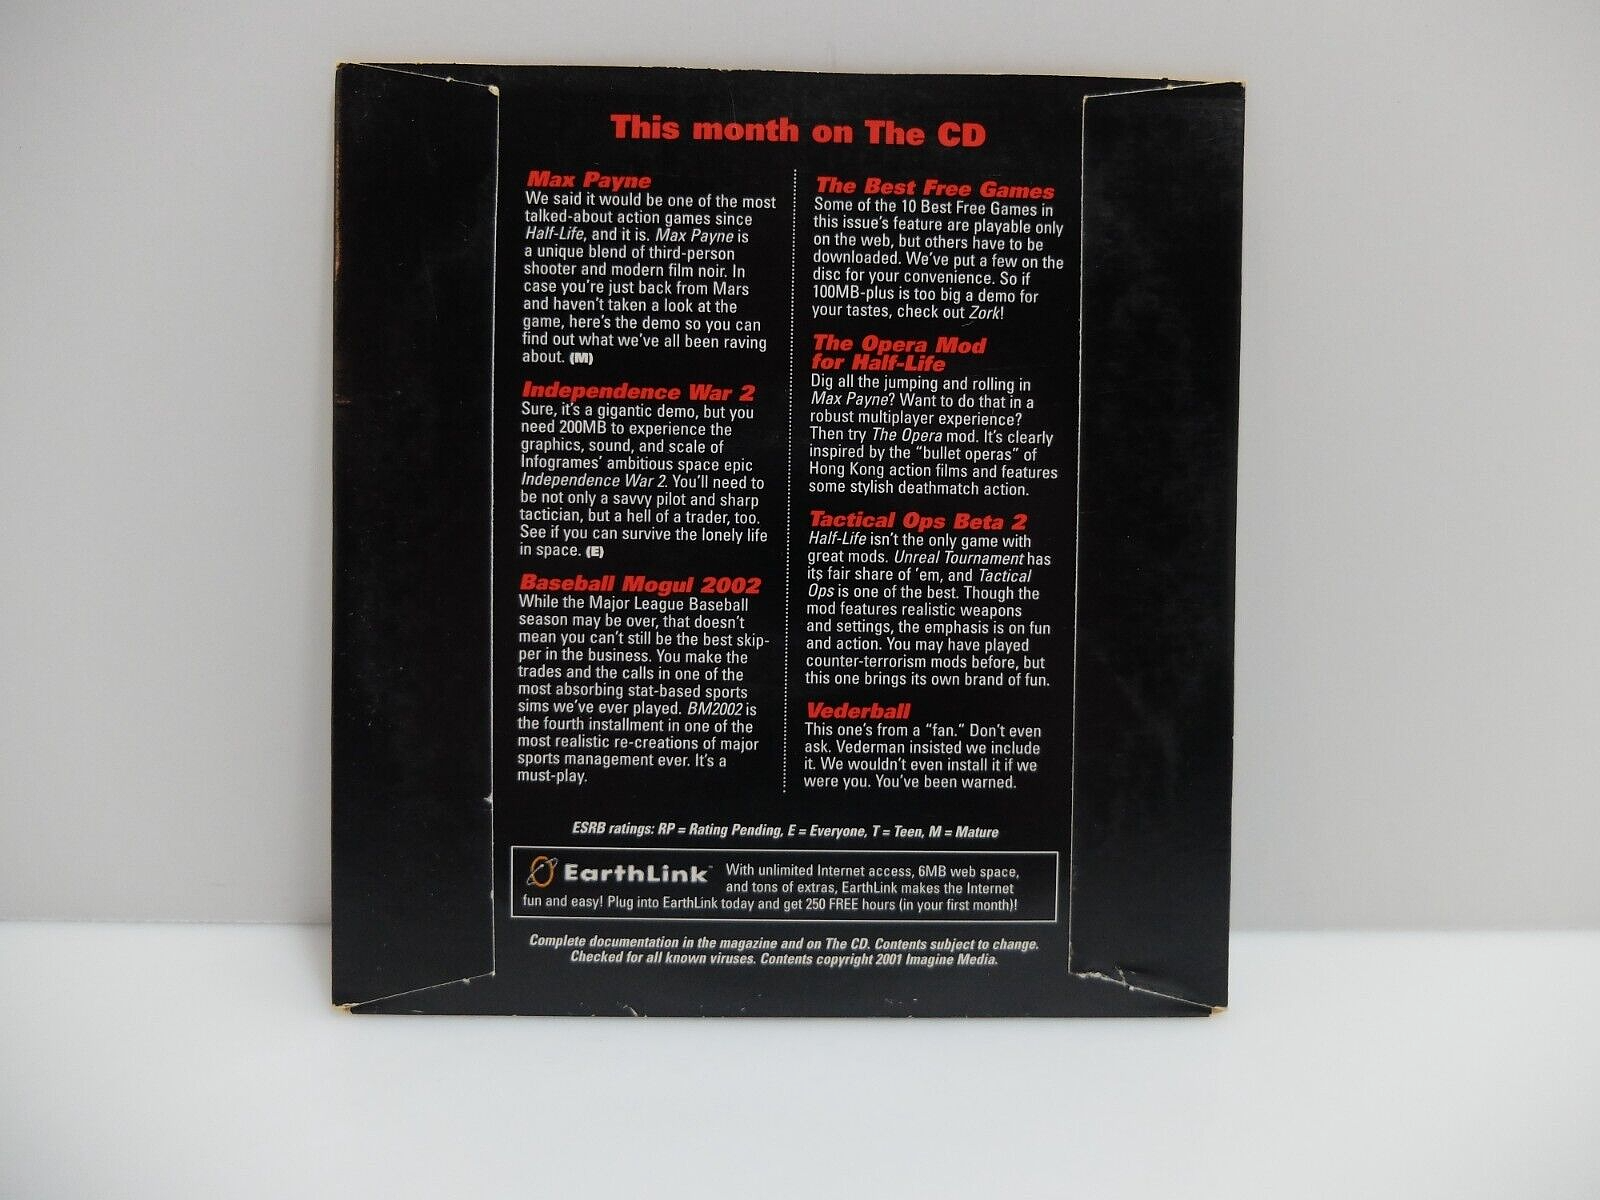 This month on The CD
Max Payne
We said it would be one of the most
talked-about action games since
Half-Life, and it is. Max Payne is
a unique blend of third-person
shooter and modern film noir. In
case you're just back from Mars
and haven't taken a look at the
game, here's the demo so you can
find out what we've all been raving
about. (M)
Independence War 2
Sure, it's a gigantic demo, but you
need 200MB to experience the
graphics, sound, and scale of
Infogrames' ambitious space epic
Independence War 2. You'll need to
be not only a savvy pilot and sharp
tactician, but a hell of a trader, too.
See if you can survive the lonely life
in space. (E)
Baseball Mogul 2002
While the Major League Baseball
season may be over, that doesn't
mean you can't still be the best skip-
per in the business. You make the
trades and the calls in one of the
most absorbing stat-based sports
sims we've ever played. BM2002 is
the fourth installment in one of the
most realistic re-creations of major
sports management ever. It's a
must-play.
The Best Free Games
Some of the 10 Best Free Games in
this issue's feature are playable only
on the web, but others have to be
downloaded. We've put a few on the
disc for your convenience. So if
100MB-plus is too big a demo for
your tastes, check out Zork!
The Opera Mod
for Half-Life
Dig all the jumping and rolling in
Max Payne? Want to do that in a
robust multiplayer experience?
Then try The Opera mod. It's clearly
inspired by the "bullet operas" of
Hong Kong action films and features
some stylish deathmatch action.
Tactical Ops Beta 2
Half-Life isn't the only game with
great mods. Unreal Tournament has
its fair share of 'em, and Tactical
Ops is one of the best. Though the
mod features realistic weapons
and settings, the emphasis is on fun
and action. You may have played
counter-terrorism mods before, but
this one brings its own brand of fun.
Vederball
This one's from a "fan." Don't even
ask. Vederman insisted we include
it. We wouldn't even install it if we
were you. You've been warned.
ESRB ratings: RP = Rating Pending, E = Everyone, T = Teen, M = Mature
EarthLink™ With unlimited Internet access, 6MB web space,
and tons of extras, EarthLink makes the Internet
fun and easy! Plug into EarthLink today and get 250 FREE hours (in your first month)!
Complete documentation in the magazine and on The CD. Contents subject to change.
Checked for all known viruses. Contents copyright 2001 Imagine Media.